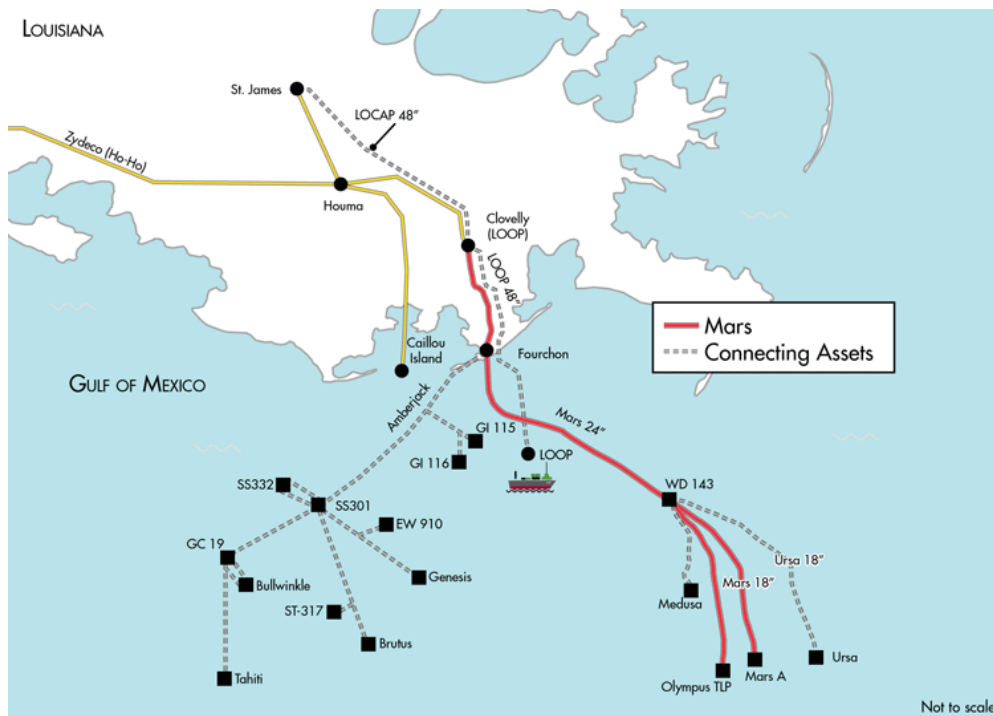 LOUISIANA
St. James
LOCAP 48”
Zydeco (Ho-Ho)
Houma
Clovelly
(LOOP)
LOOP 48”
Mars
Connecting Assets
Caillou
Island
Fourchon
GULF OF MEXICO
Amberjack
Mars 24”
GI 115
GI 116
LOOP
SS332
SS301
WD 143
EW 910
GC 19
Bullwinkle
Genesis
Ursa 18”
Mars 18”
Medusa
ST-317
Brutus
Tahiti
Olympus TLP
Mars A
Ursa
Not to scale